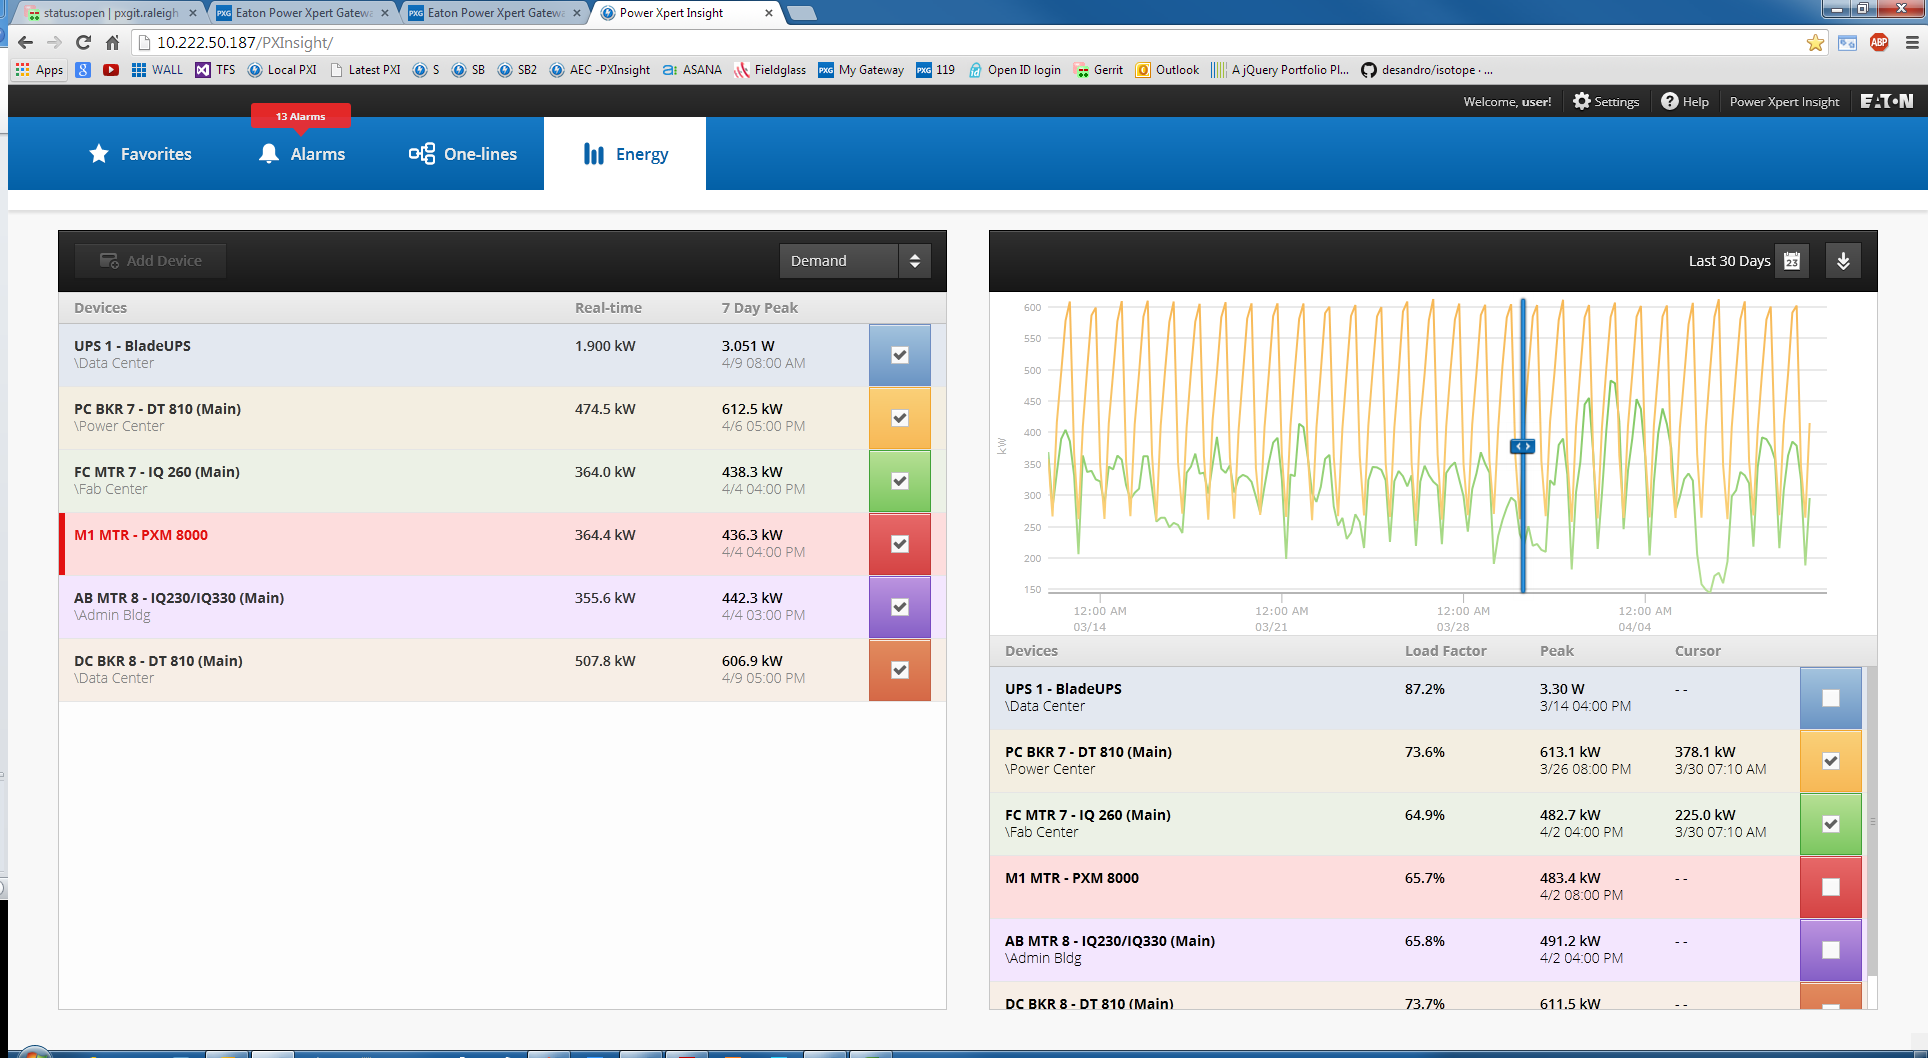 status:open | pxgit.raleigh
Eaton Power Xpert Gatewa
Eaton Power Xpert Gatewa
Power Xpert Insight
10.222.50.187/PXInsight/
Apps
WALL
TFS
Local PXI
Latest PXI
S
SB
SB2
AEC -PXInsight
ASANA
Fieldglass
PXG My Gateway
PXG 119
Open ID login
Gerrit
Outlook
A jQuery Portfolio Pl...
desandro/isotope · ...
ABP
Welcome, user!
Settings
Help
Power Xpert Insight
EATON
13 Alarms
Favorites
Alarms
One-lines
Energy
Add Device
Demand
Devices Real-time 7 Day Peak
UPS 1 - BladeUPS 1.900 kW 3.051 W
\Data Center 4/9 08:00 AM
PC BKR 7 - DT 810 (Main) 474.5 kW 612.5 kW
\Power Center 4/6 05:00 PM
FC MTR 7 - IQ 260 (Main) 364.0 kW 438.3 kW
\Fab Center 4/4 04:00 PM
M1 MTR - PXM 8000 364.4 kW 436.3 kW
4/4 04:00 PM
AB MTR 8 - IQ230/IQ330 (Main) 355.6 kW 442.3 kW
\Admin Bldg 4/4 03:00 PM
DC BKR 8 - DT 810 (Main) 507.8 kW 606.9 kW
\Data Center 4/9 05:00 PM
Last 30 Days
23
600
550
500
450
400
350
300
250
200
150
kW
12:00 AM 12:00 AM 12:00 AM 12:00 AM
03/14 03/21 03/28 04/04
Devices Load Factor Peak Cursor
UPS 1 - BladeUPS 87.2% 3.30 W - -
\Data Center 3/14 04:00 PM
PC BKR 7 - DT 810 (Main) 73.6% 613.1 kW 378.1 kW
\Power Center 3/26 08:00 PM 3/30 07:10 AM
FC MTR 7 - IQ 260 (Main) 64.9% 482.7 kW 225.0 kW
\Fab Center 4/2 04:00 PM 3/30 07:10 AM
M1 MTR - PXM 8000 65.7% 483.4 kW - -
4/2 08:00 PM
AB MTR 8 - IQ230/IQ330 (Main) 65.8% 491.2 kW - -
\Admin Bldg 4/2 04:00 PM
DC BKR 8 - DT 810 (Main) 73.7% 611.5 kW - -